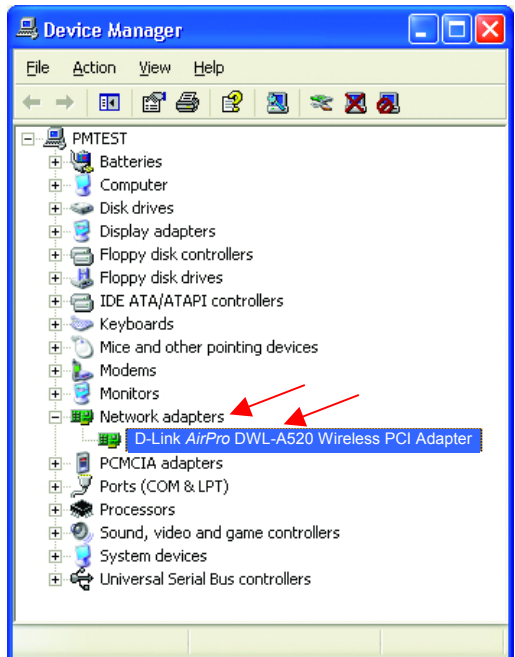 Device Manager
File Action View Help
PMTEST
Batteries
Computer
Disk drives
Display adapters
Floppy disk controllers
Floppy disk drives
IDE ATA/ATAPI controllers
Keyboards
Mice and other pointing devices
Modems
Monitors
Network adapters
D-Link AirPro DWL-A520 Wireless PCI Adapter
PCMCIA adapters
Ports (COM & LPT)
Processors
Sound, video and game controllers
System devices
Universal Serial Bus controllers